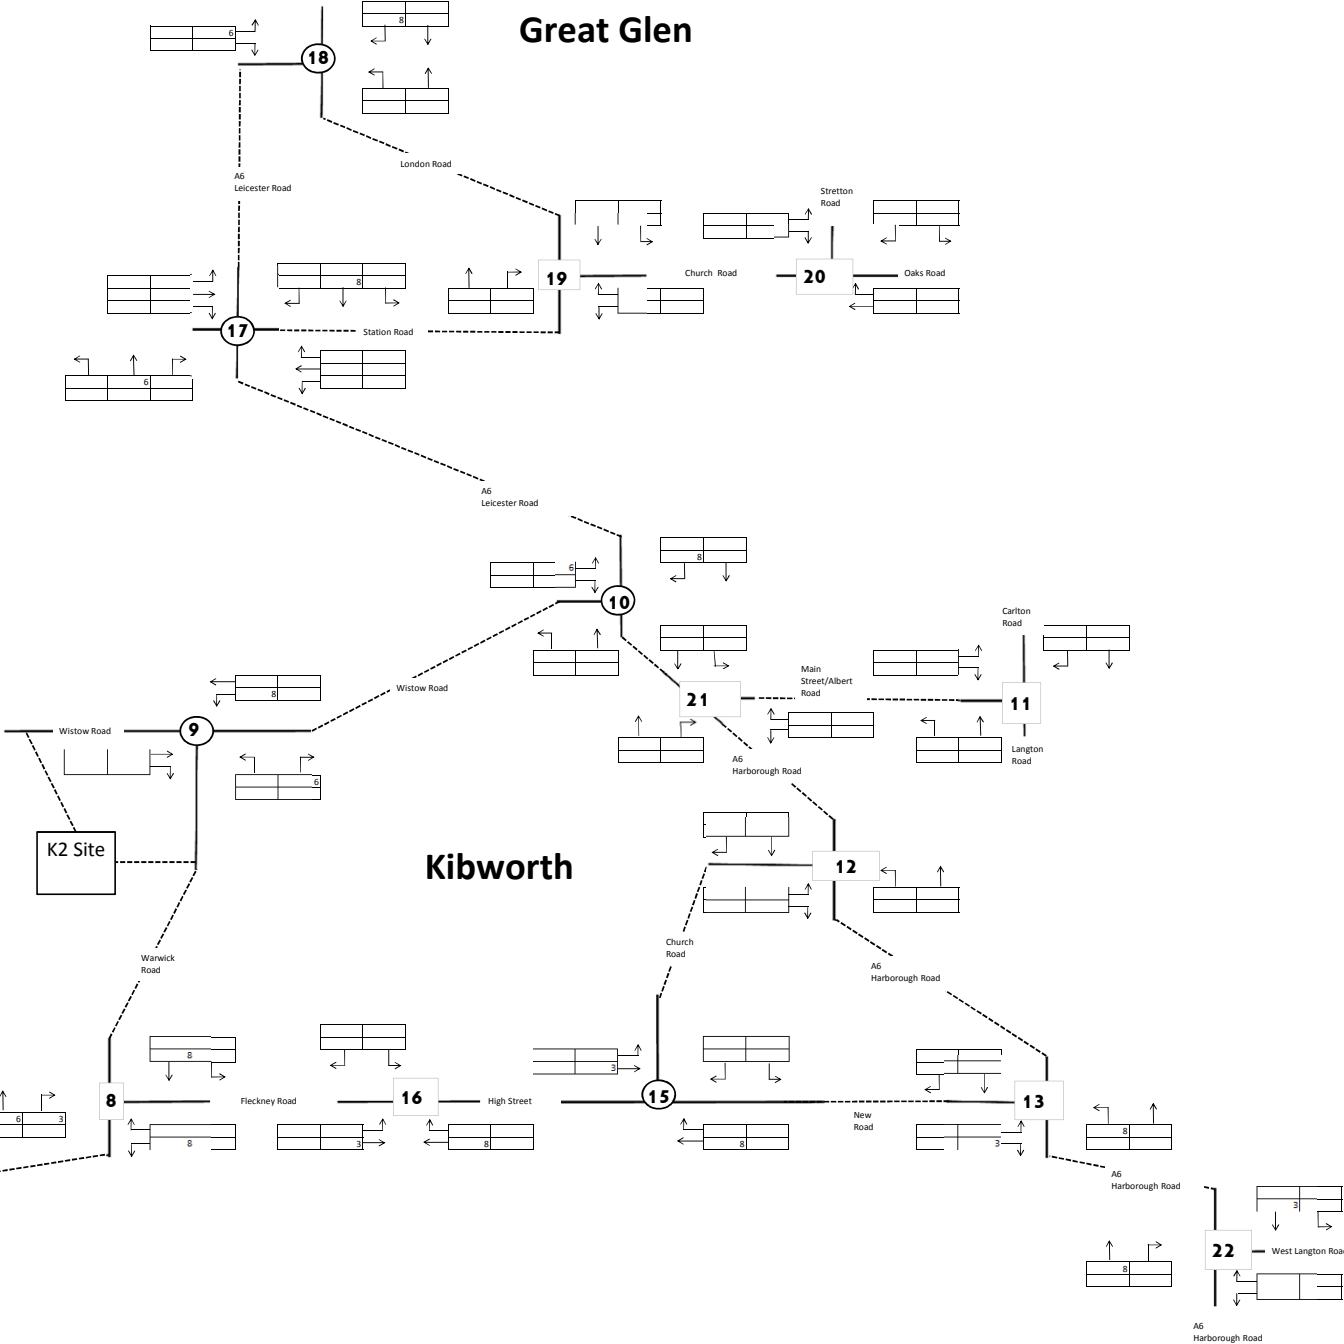 Great Glen
6
8
18
London Road
A6
Leicester Road
Stretton
Road
19
Church Road
20
Oaks Road
8
17
Station Road
6
A6
Leicester Road
8
6
10
Carlton
Road
Main
Street/Albert
Road
8
Wistow Road
21
11
Wistow Road
9
Langton
Road
A6
Harborough Road
6
K2 Site
Kibworth
12
Church
Road
Warwick
Road
A6
Harborough Road
8
3
8
Fleckney Road
16
High Street
15
13
6 3
New
Road
8
3
8
8
3
8
A6
Harborough Road
3
22
West Langton Roa
8
A6
Harborough Road